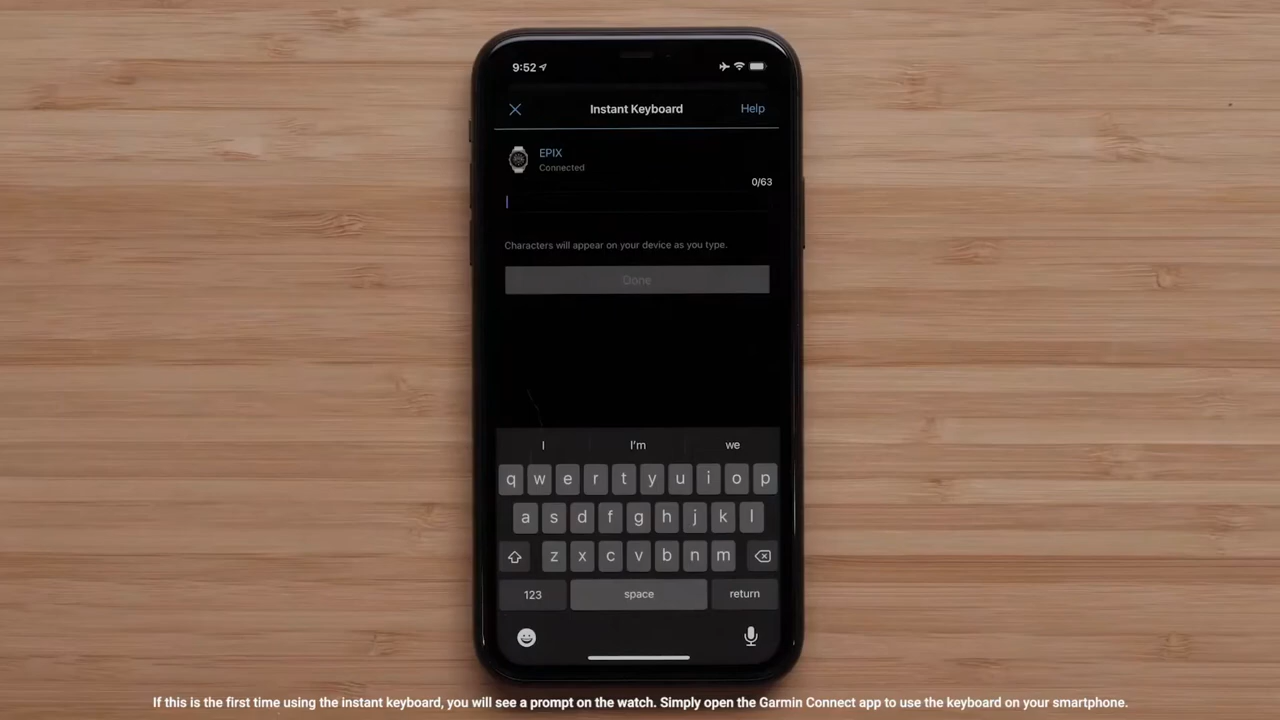 9:52
Instant Keyboard
Help
EPIX
Connected
0/63
Characters will appear on your device as you type.
Done
I I'm we
q w e r t y u i o p
a s d f g h j k l
z x c v b n m
123 space return
If this is the first time using the instant keyboard, you will see a prompt on the watch. Simply open the Garmin Connect app to use the keyboard on your smartphone.